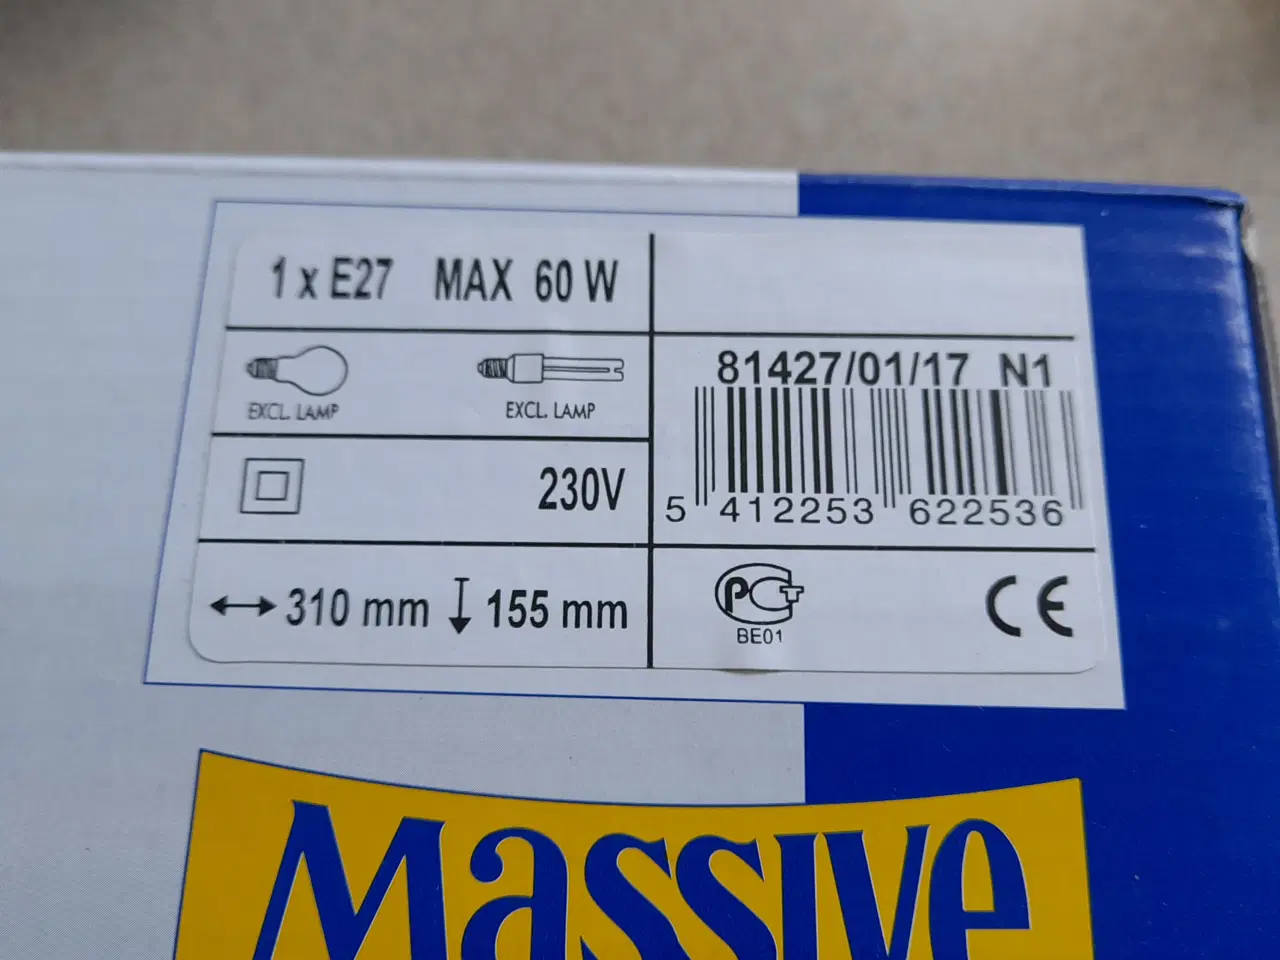 1 x E27 MAX 60 W
EXCL. LAMP EXCL. LAMP
230V
310 mm 155 mm
81427/01/17 N1
5 412253 622536
PCT
BE01
CE
Massive